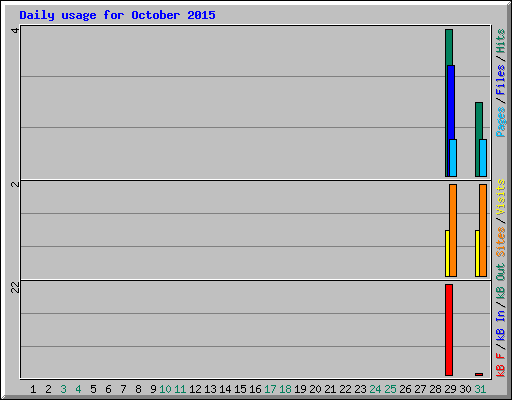 Daily usage for October 2015
4
Pages / Files / Hits
2
Sites / Visits
22
kB F / kB In / kB Out
1 2 3 4 5 6 7 8 9 10 11 12 13 14 15 16 17 18 19 20 21 22 23 24 25 26 27 28 29 30 31